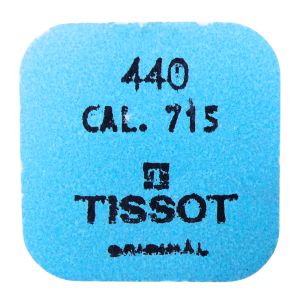 440
CAL. 715
T
TISSOT
ORIGINAL